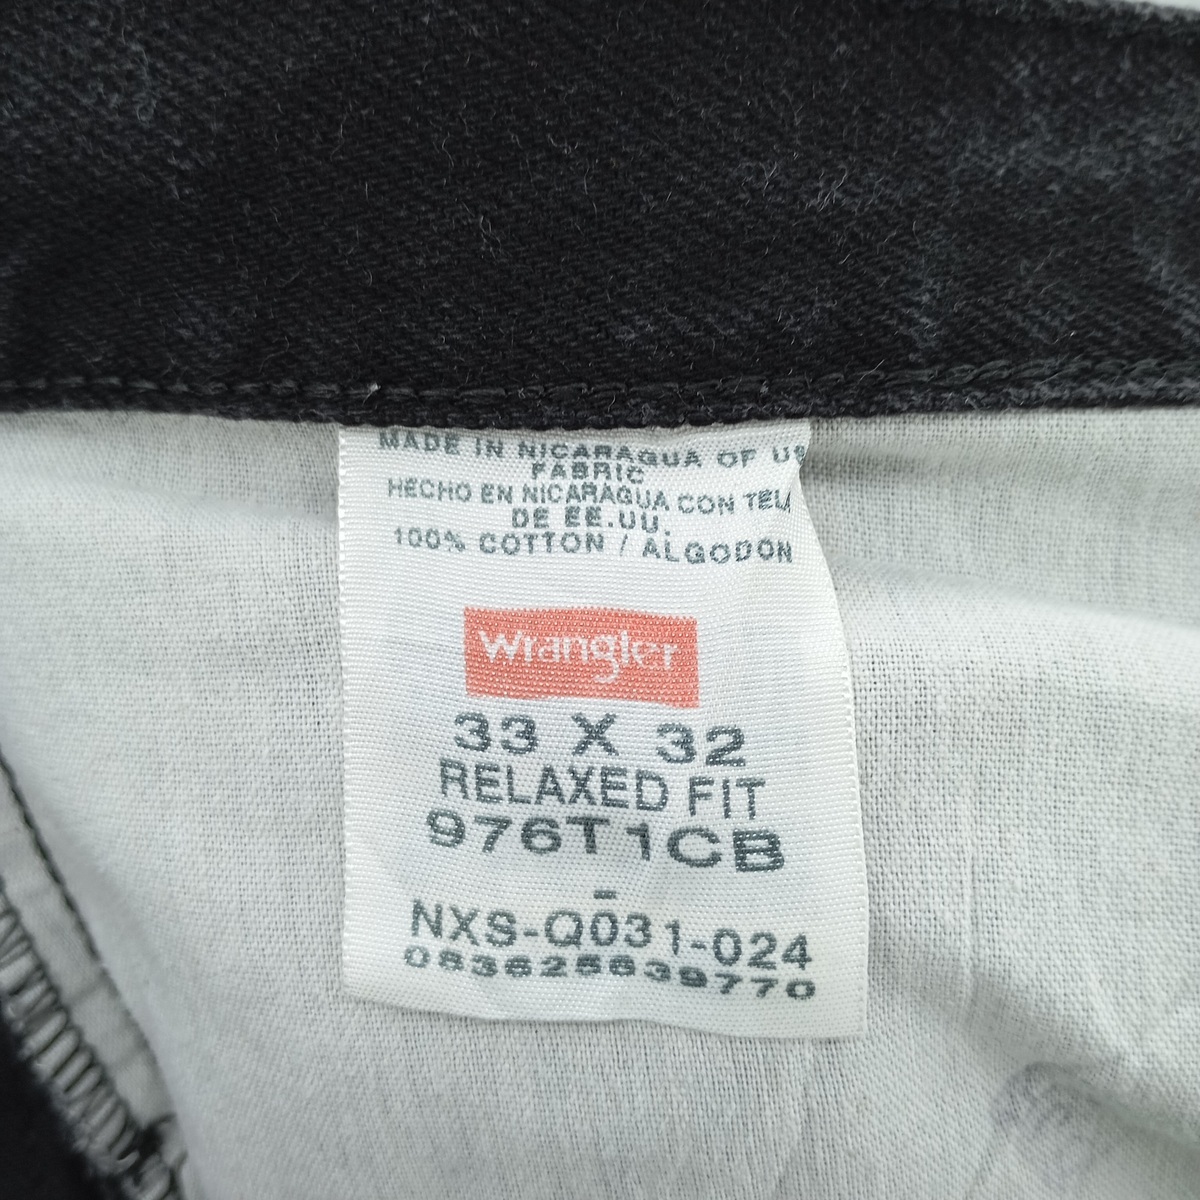 MADE IN NICARAGUA OF US
FABRIC
HECHO EN NICARAGUA CON TELA
DE EE.UU.
100% COTTON / ALGODON
Wrangler
33 X 32
RELAXED FIT
976T1CB
-
NXS-Q031-024